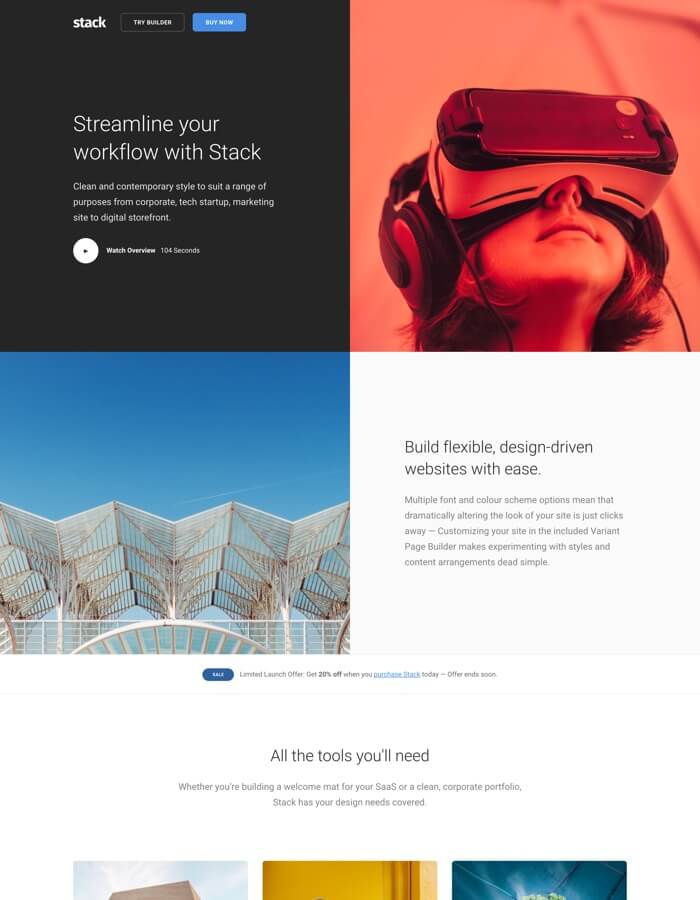 stack
TRY BUILDER
BUY NOW
Streamline your
workflow with Stack
Clean and contemporary style to suit a range of
purposes from corporate, tech startup, marketing
site to digital storefront.
Watch Overview 104 Seconds
Build flexible, design-driven
websites with ease.
Multiple font and colour scheme options mean that
dramatically altering the look of your site is just clicks
away — Customizing your site in the included Variant
Page Builder makes experimenting with styles and
content arrangements dead simple.
SALE Limited Launch Offer: Get 20% off when you purchase Stack today — Offer ends soon.
All the tools you'll need
Whether you're building a welcome mat for your SaaS or a clean, corporate portfolio,
Stack has your design needs covered.